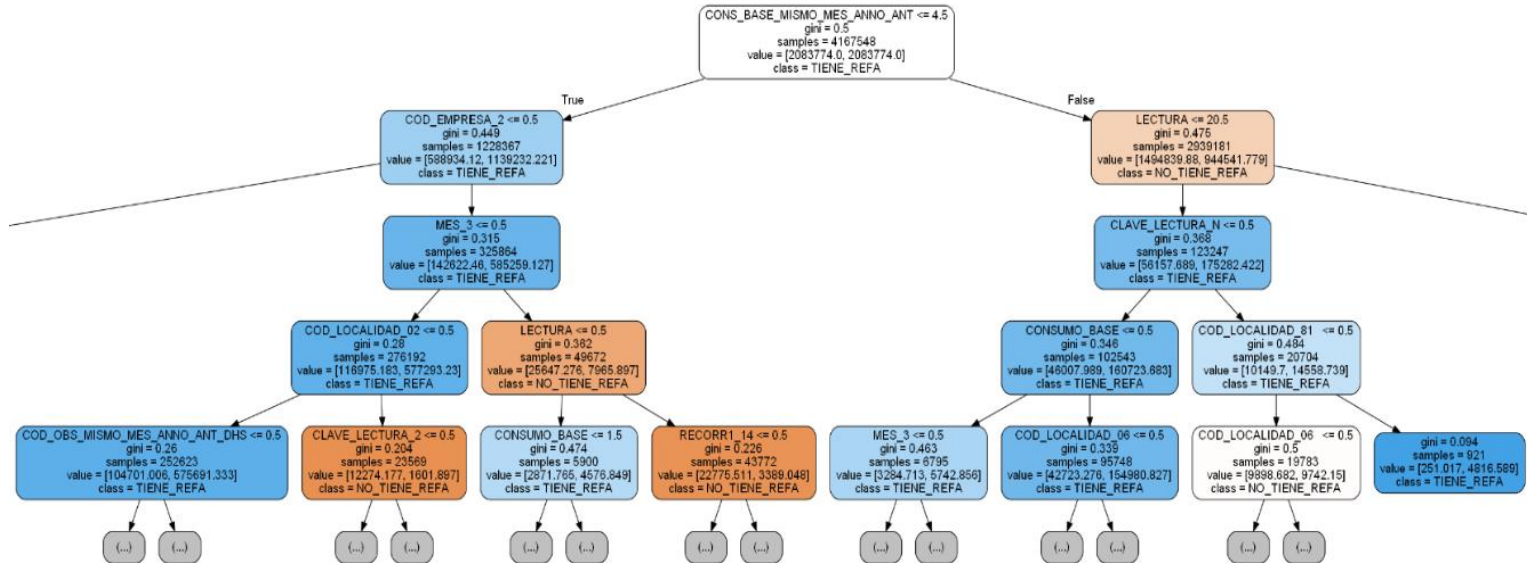 CONS_BASE_MISMO_MES_ANNO_ANT <= 4.5
gini = 0.5
samples = 4167548
value = [2083774.0, 2083774.0]
class = TIENE_REFA
True
False
COD_EMPRESA_2 <= 0.5
gini = 0.449
samples = 1228367
value = [588934.12, 1139232.221]
class = TIENE_REFA
LECTURA <= 20.5
gini = 0.475
samples = 2939181
value = [1494839.88, 944541.779]
class = NO_TIENE_REFA
MES_3 <= 0.5
gini = 0.315
samples = 325864
value = [142622.46, 585259.127]
class = TIENE_REFA
CLAVE_LECTURA_N <= 0.5
gini = 0.368
samples = 123247
value = [56157.689, 175282.422]
class = TIENE_REFA
COD_LOCALIDAD_02 <= 0.5
gini = 0.28
samples = 276192
value = [116975.183, 577293.23]
class = TIENE_REFA
LECTURA <= 0.5
gini = 0.362
samples = 49672
value = [25647.276, 7965.897]
class = NO_TIENE_REFA
CONSUMO_BASE <= 0.5
gini = 0.346
samples = 102543
value = [46007.989, 160723.683]
class = TIENE_REFA
COD_LOCALIDAD_81 <= 0.5
gini = 0.484
samples = 20704
value = [10149.7, 14558.739]
class = TIENE_REFA
COD_OBS_MISMO_MES_ANNO_ANT_DHS <= 0.5
gini = 0.26
samples = 252623
value = [104701.006, 575691.333]
class = TIENE_REFA
CLAVE_LECTURA_2 <= 0.5
gini = 0.204
samples = 23569
value = [12274.177, 1601.897]
class = NO_TIENE_REFA
CONSUMO_BASE <= 1.5
gini = 0.474
samples = 5900
value = [2871.765, 4576.849]
class = TIENE_REFA
RECORR1_14 <= 0.5
gini = 0.226
samples = 43772
value = [22775.511, 3389.048]
class = NO_TIENE_REFA
MES_3 <= 0.5
gini = 0.463
samples = 6795
value = [3284.713, 5742.856]
class = TIENE_REFA
COD_LOCALIDAD_06 <= 0.5
gini = 0.339
samples = 95748
value = [42723.276, 154980.827]
class = TIENE_REFA
COD_LOCALIDAD_06 <= 0.5
gini = 0.5
samples = 19783
value = [9898.682, 9742.15]
class = NO_TIENE_REFA
gini = 0.094
samples = 921
value = [251.017, 4816.589]
class = TIENE_REFA
(...)
(...)
(...)
(...)
(...)
(...)
(...)
(...)
(...)
(...)
(...)
(...)
(...)
(...)